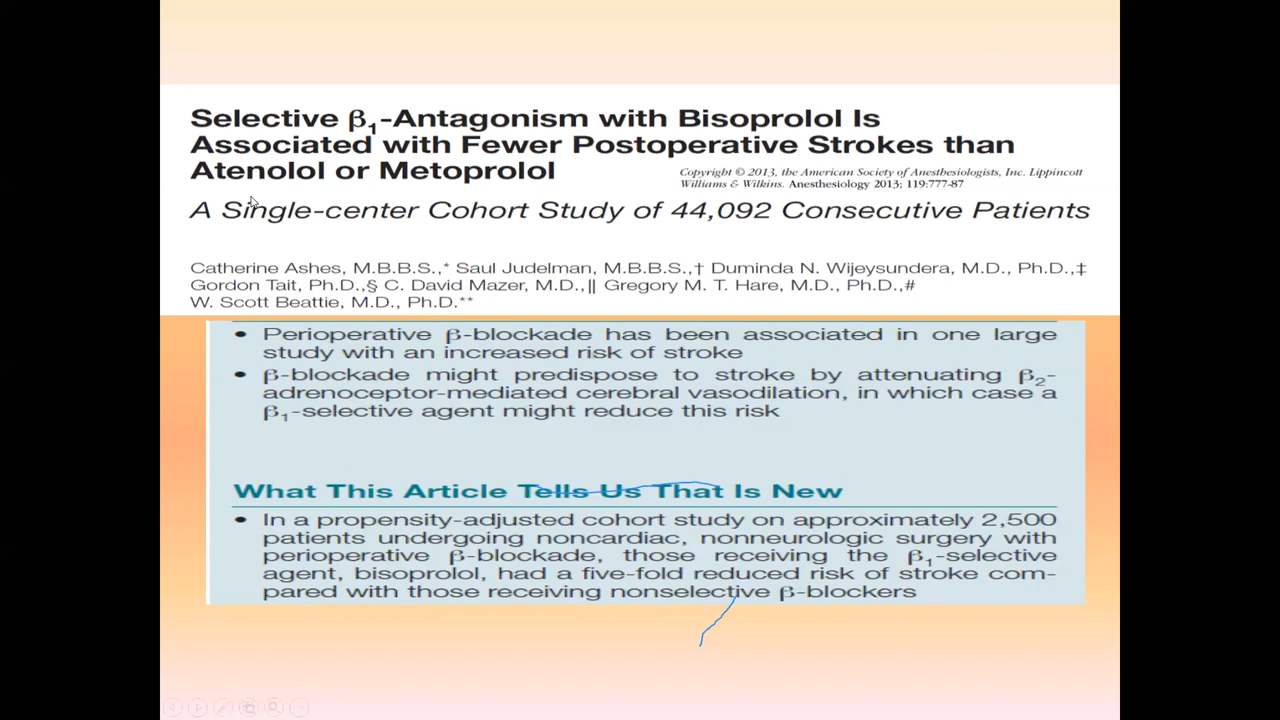 Selective β1-Antagonism with Bisoprolol Is
Associated with Fewer Postoperative Strokes than
Atenolol or Metoprolol
Copyright © 2013, the American Society of Anesthesiologists, Inc. Lippincott
Williams & Wilkins. Anesthesiology 2013; 119:777-87
A Single-center Cohort Study of 44,092 Consecutive Patients
Catherine Ashes, M.B.B.S.,* Saul Judelman, M.B.B.S.,† Duminda N. Wijeysundera, M.D., Ph.D.,‡
Gordon Tait, Ph.D.,§ C. David Mazer, M.D.,|| Gregory M. T. Hare, M.D., Ph.D.,#
W. Scott Beattie, M.D., Ph.D.**
• Perioperative β-blockade has been associated in one large
study with an increased risk of stroke
• β-blockade might predispose to stroke by attenuating β2-
adrenoceptor-mediated cerebral vasodilation, in which case a
β1-selective agent might reduce this risk
What This Article Tells Us That Is New
• In a propensity-adjusted cohort study on approximately 2,500
patients undergoing noncardiac, nonneurologic surgery with
perioperative β-blockade, those receiving the β1-selective
agent, bisoprolol, had a five-fold reduced risk of stroke com-
pared with those receiving nonselective β-blockers